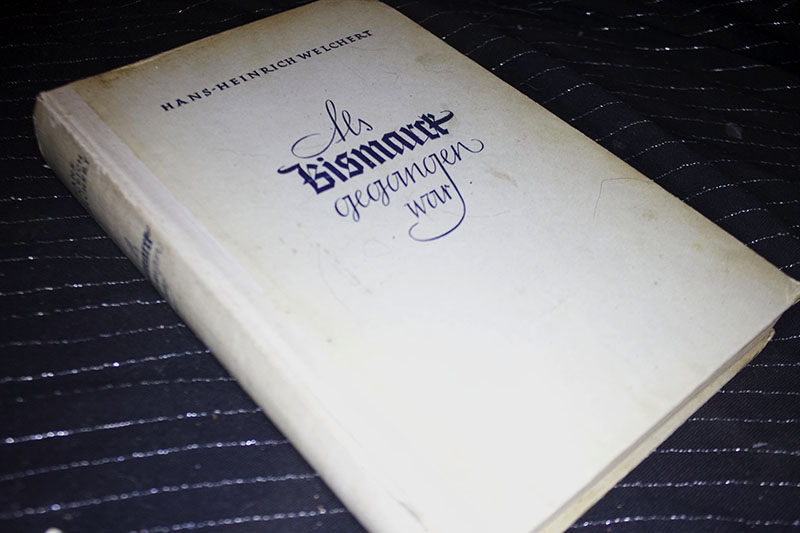 HANS-HEINRICH WELCHERT
Als
Bismarck
gegangen
war